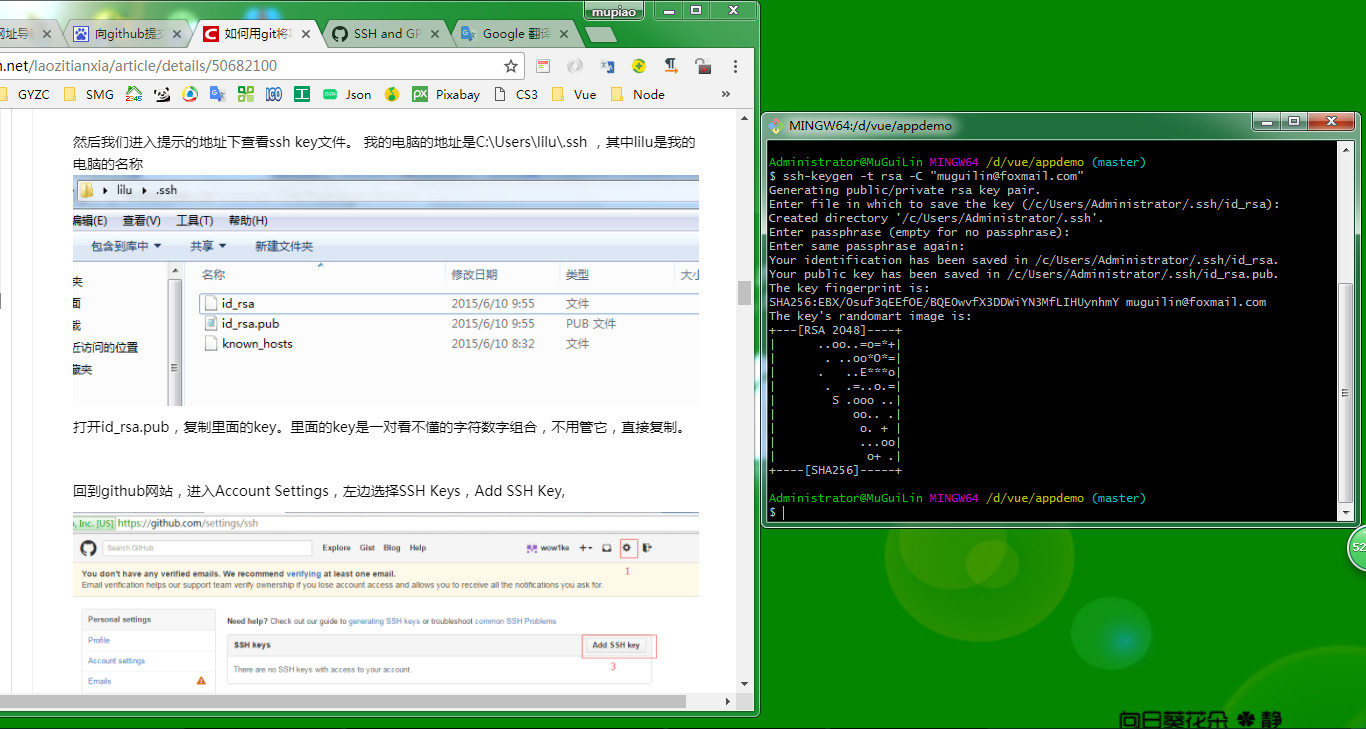 mupiao
网址导
向github提交
如何用git将项
SSH and GP
Google 翻译
n.net/laozitianxia/article/details/50682100
GYZC
SMG
2345
Json
PX
Pixabay
CS3
Vue
Node
»
然后我们进入提示的地址下查看ssh key文件。 我的电脑的地址是C:\Users\lilu\.ssh ，其中lilu是我的
电脑的名称
lilu
.ssh
编辑(E) 查看(V) 工具(T) 帮助(H)
包含到库中 共享 新建文件夹
夹
面
载
近访问的位置
藏夹
名称 修改日期 类型 大小
id_rsa 2015/6/10 9:55 文件
id_rsa.pub 2015/6/10 9:55 PUB 文件
known_hosts 2015/6/10 8:32 文件
打开id_rsa.pub，复制里面的key。里面的key是一对看不懂的字符数字组合，不用管它，直接复制。
回到github网站，进入Account Settings，左边选择SSH Keys，Add SSH Key,
, Inc. [US] https://github.com/settings/ssh
Search GitHub Explore Gist Blog Help wow1ke
1
You don't have any verified emails. We recommend verifying at least one email.
Email verification helps our support team verify ownership if you lose account access and allows you to receive all the notifications you ask for.
Personal settings
Profile
Account settings
Emails
Need help? Check out our guide to generating SSH keys or troubleshoot common SSH Problems
SSH keys Add SSH key
3
There are no SSH keys with access to your account.
MINGW64:/d/vue/appdemo
Administrator@MuGuiLin MINGW64 /d/vue/appdemo (master)
$ ssh-keygen -t rsa -C "muguilin@foxmail.com"
Generating public/private rsa key pair.
Enter file in which to save the key (/c/Users/Administrator/.ssh/id_rsa):
Created directory '/c/Users/Administrator/.ssh'.
Enter passphrase (empty for no passphrase):
Enter same passphrase again:
Your identification has been saved in /c/Users/Administrator/.ssh/id_rsa.
Your public key has been saved in /c/Users/Administrator/.ssh/id_rsa.pub.
The key fingerprint is:
SHA256:EBX/Osuf3qEEfOE/BQEOwvfX3DDWiYN3MfLIHUynhmY muguilin@foxmail.com
The key's randomart image is:
+---[RSA 2048]----+
|      ..oo..=o=*+|
|       . ..oo*O*=|
|      .   ..E***o|
|       .  .=..o.=|
|        S .ooo ..|
|           oo.. .|
|            o. + |
|            ...oo|
|             o+ .|
+----[SHA256]-----+
Administrator@MuGuiLin MINGW64 /d/vue/appdemo (master)
$
52
向日葵花朵 ✽ 静